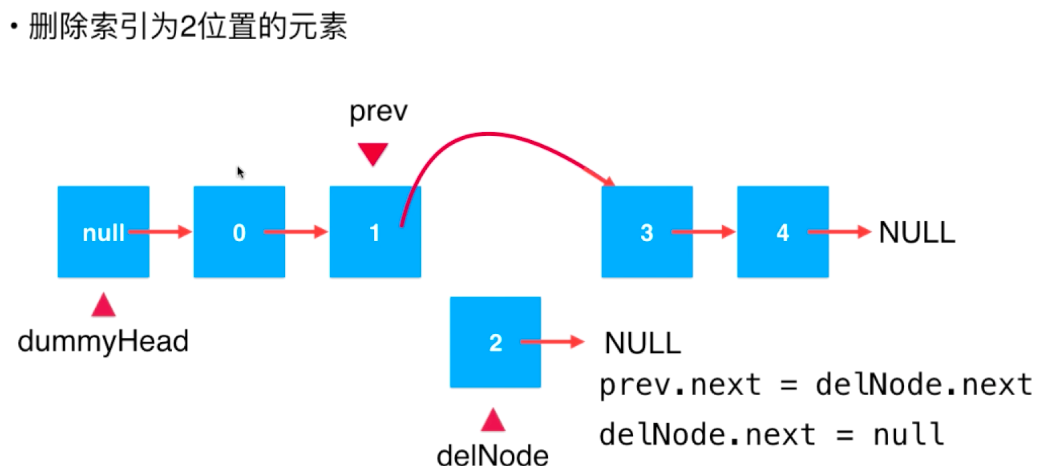 • 删除索引为2位置的元素
prev
null 0 1 3 4 NULL
dummyHead
2 NULL
prev.next = delNode.next
delNode.next = null
delNode